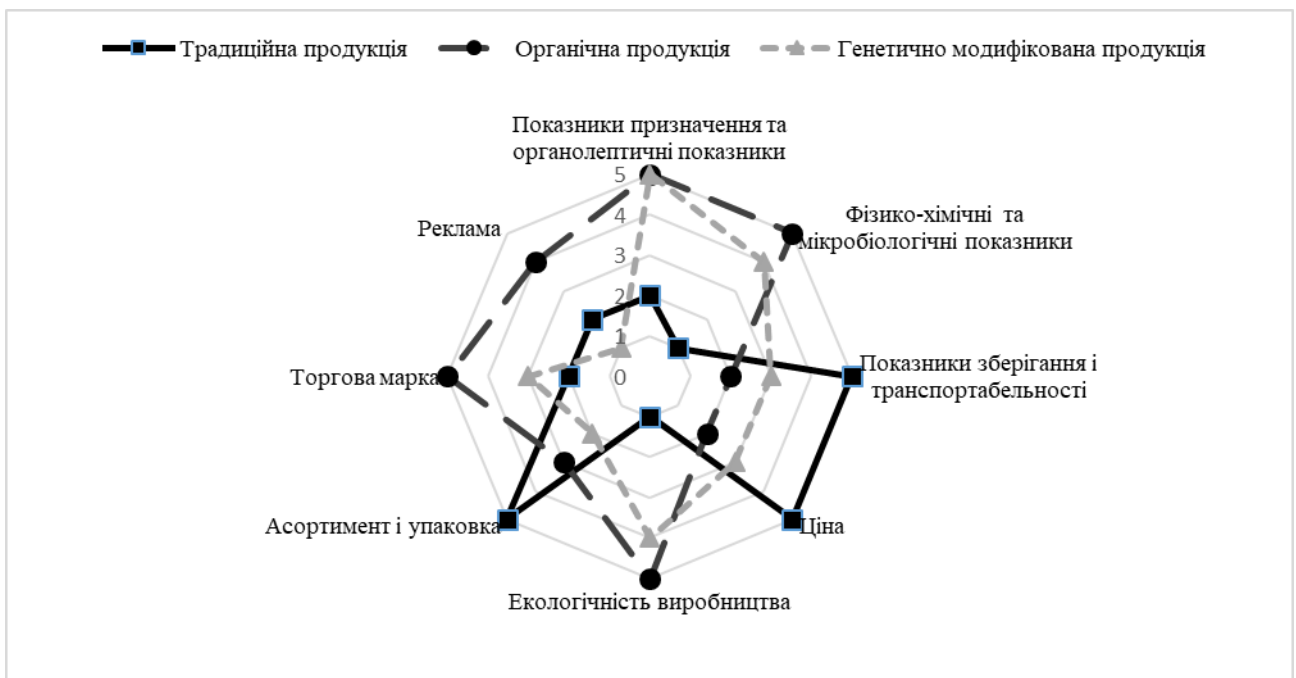 Традиційна продукція
Органічна продукція
Генетично модифікована продукція
Показники призначення та
органолептичні показники
5
4
3
2
1
0
Фізико-хімічні та
мікробіологічні показники
Показники зберігання і
транспортабельності
Ціна
Екологічність виробництва
Асортимент і упаковка
Торгова марка
Реклама